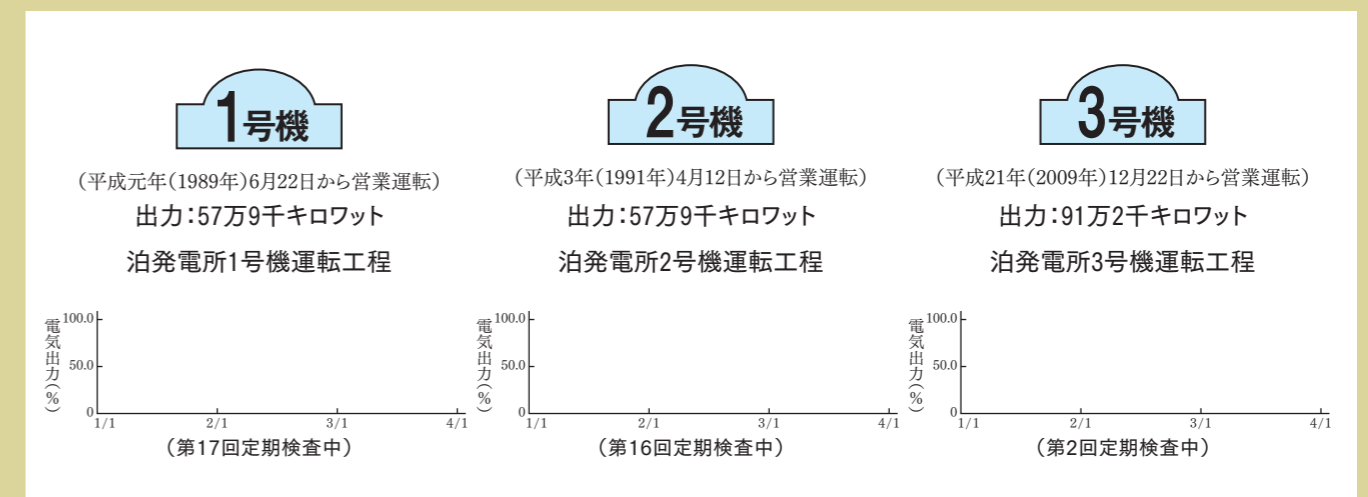 1号機
(平成元年(1989年)6月22日から営業運転)
出力:57万9千キロワット
泊発電所1号機運転工程
電気出力(%)
100.0
50.0
0
1/1 2/1 3/1 4/1
(第17回定期検査中)
2号機
(平成3年(1991年)4月12日から営業運転)
出力:57万9千キロワット
泊発電所2号機運転工程
電気出力(%)
100.0
50.0
0
1/1 2/1 3/1 4/1
(第16回定期検査中)
3号機
(平成21年(2009年)12月22日から営業運転)
出力:91万2千キロワット
泊発電所3号機運転工程
電気出力(%)
100.0
50.0
0
1/1 2/1 3/1 4/1
(第2回定期検査中)